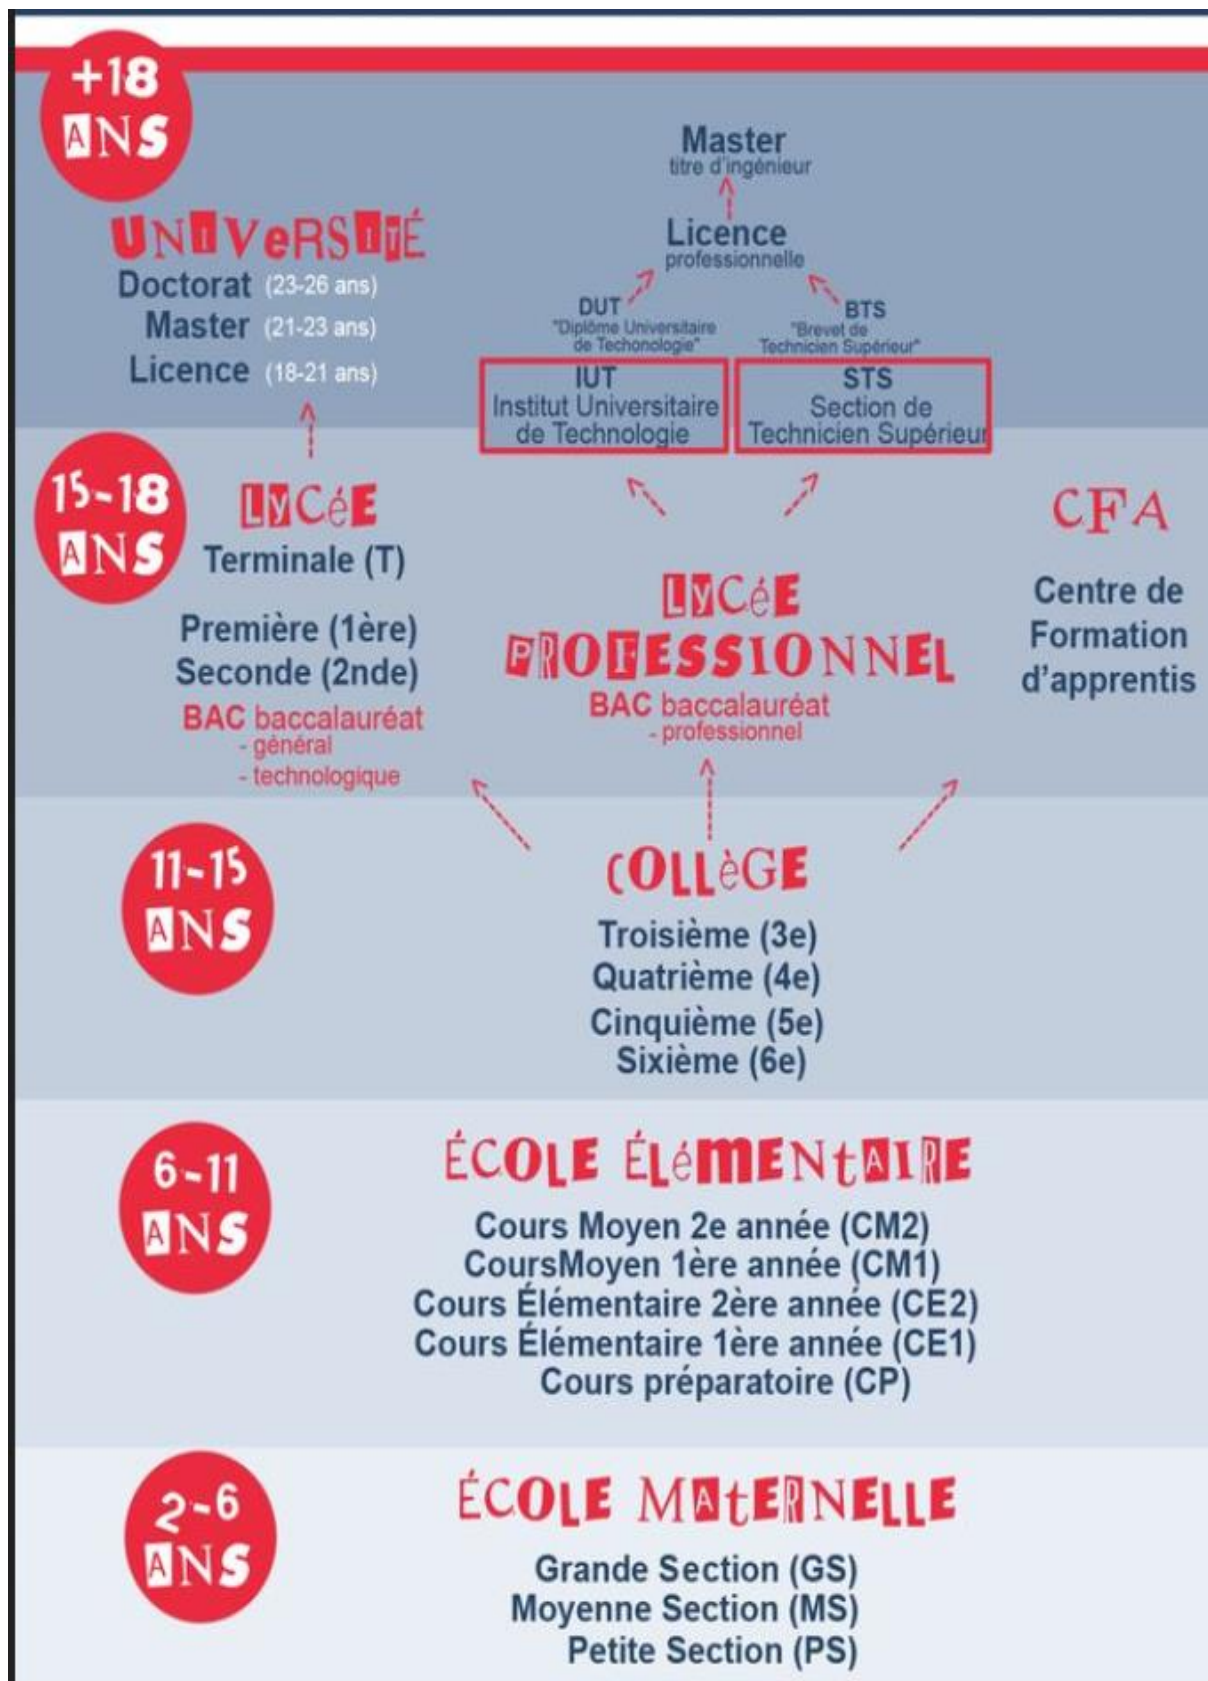 +18
ANS
Master
titre d'ingénieur
UNIVERSITÉ
Licence
professionnelle
Doctorat (23-26 ans)
Master (21-23 ans)
Licence (18-21 ans)
DUT
"Diplôme Universitaire
de Techonologie"
BTS
"Brevet de
Technicien Supérieur"
IUT
Institut Universitaire
de Technologie
STS
Section de
Technicien Supérieur
15-18
ANS
LYCéE
Terminale (T)
Première (1ère)
Seconde (2nde)
BAC baccalauréat
- général
- technologique
LYCéE
PROFESSIONNEL
BAC baccalauréat
- professionnel
CFA
Centre de
Formation
d'apprentis
11-15
ANS
COLLèGE
Troisième (3e)
Quatrième (4e)
Cinquième (5e)
Sixième (6e)
6-11
ANS
ÉCOLE ÉLémENtAIRE
Cours Moyen 2e année (CM2)
CoursMoyen 1ère année (CM1)
Cours Élémentaire 2ère année (CE2)
Cours Élémentaire 1ère année (CE1)
Cours préparatoire (CP)
2-6
ANS
ÉCOLE MAtERNELLE
Grande Section (GS)
Moyenne Section (MS)
Petite Section (PS)